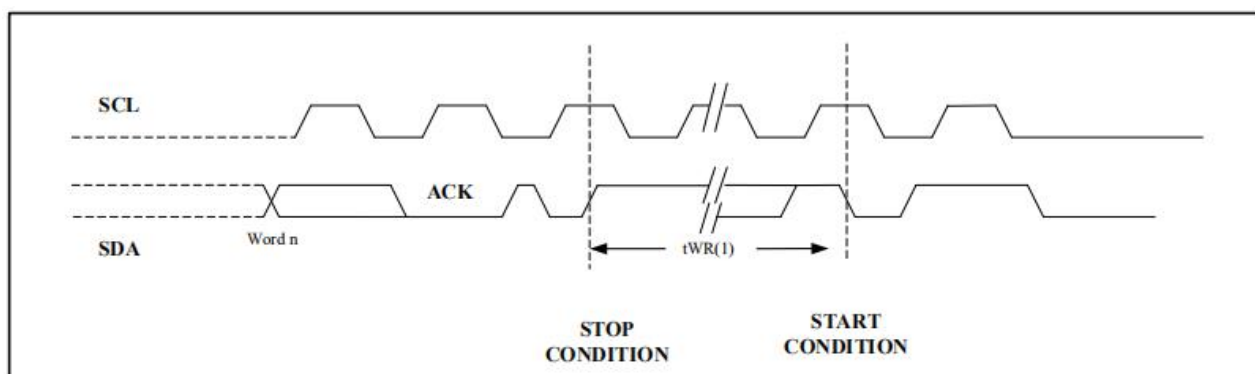 SCL
ACK
SDA
Word n
tWR(1)
STOP
CONDITION
START
CONDITION